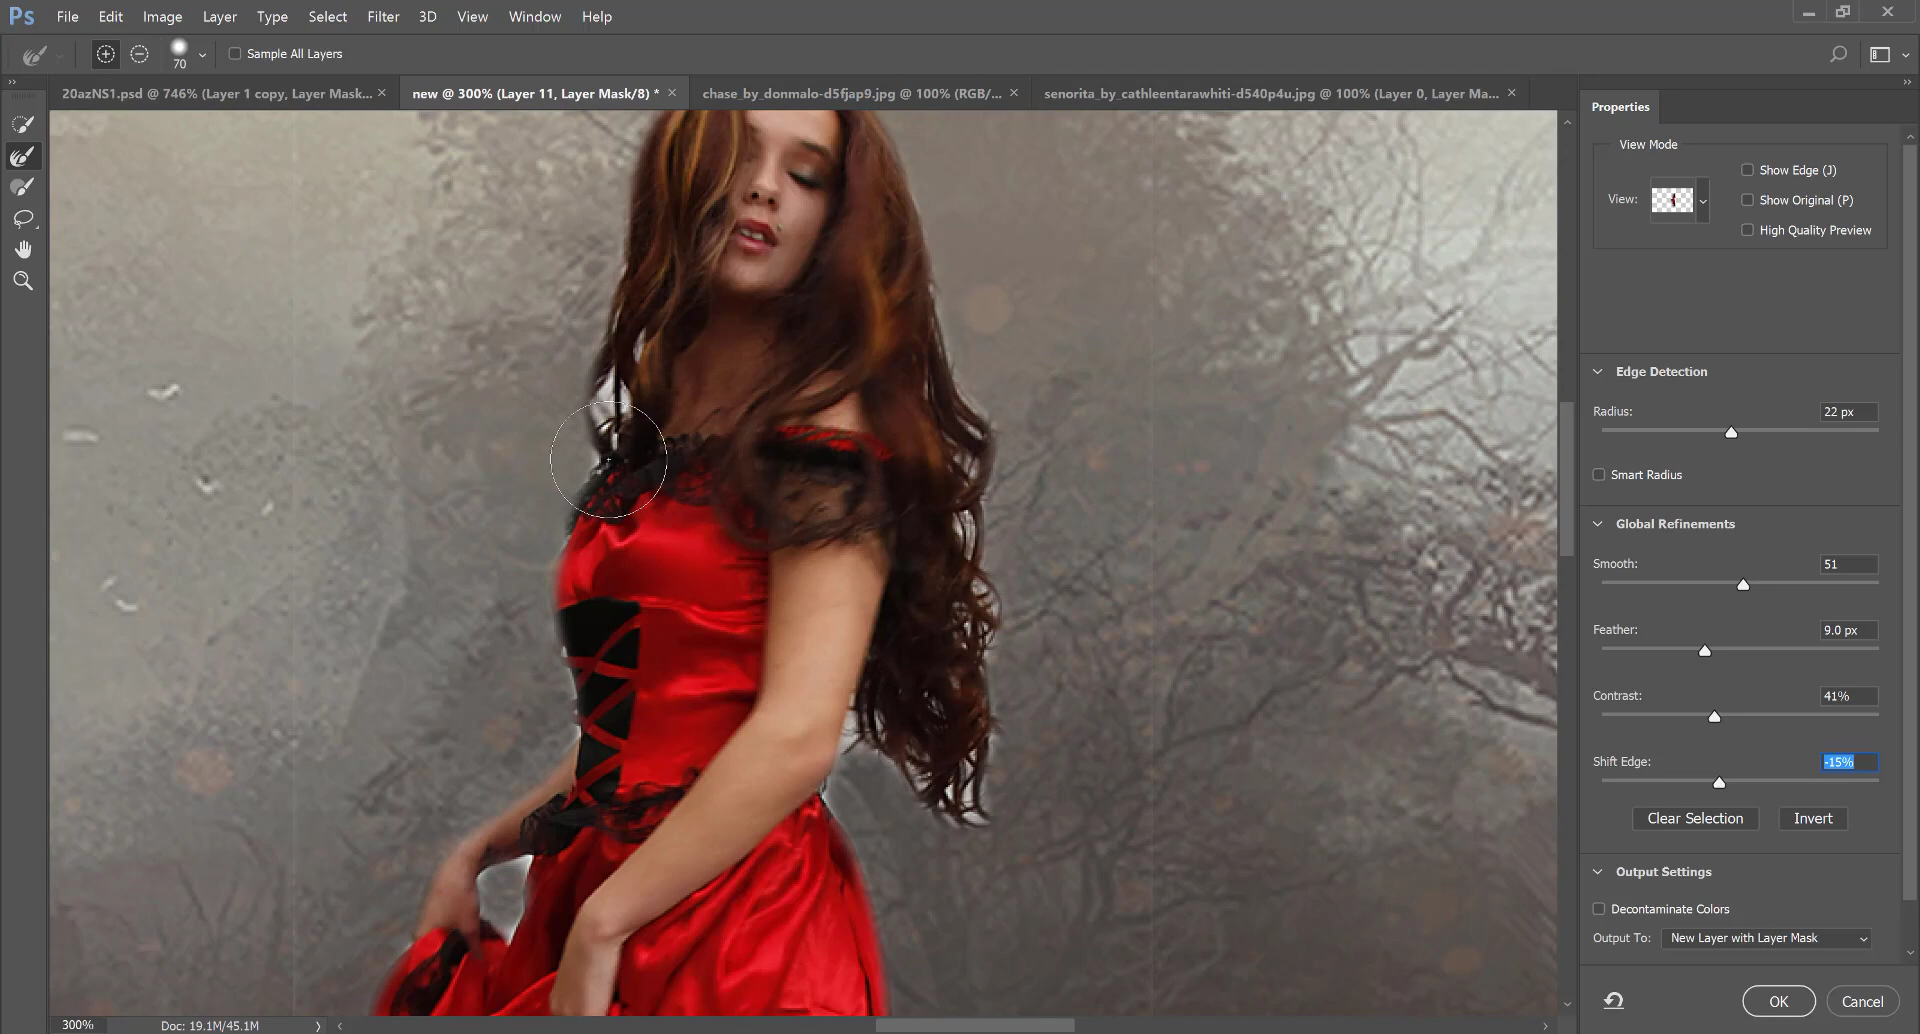 Ps File Edit Image Layer Type Select Filter 3D View Window Help
70 Sample All Layers
20azNS1.psd @ 746% (Layer 1 copy, Layer Mask... × new @ 300% (Layer 11, Layer Mask/8) * × chase_by_donmalo-d5fjap9.jpg @ 100% (RGB/... × senorita_by_cathleentarawhiti-d540p4u.jpg @ 100% (Layer 0, Layer Ma... ×
Properties
View Mode
View:
Show Edge (J)
Show Original (P)
High Quality Preview
Edge Detection
Radius: 22 px
Smart Radius
Global Refinements
Smooth: 51
Feather: 9.0 px
Contrast: 41%
Shift Edge: -15%
Clear Selection Invert
Output Settings
Decontaminate Colors
Output To: New Layer with Layer Mask
OK Cancel
300% Doc: 19.1M/45.1M